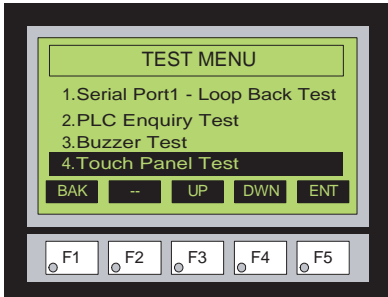 TEST MENU
1.Serial Port1 - Loop Back Test
2.PLC Enquiry Test
3.Buzzer Test
4.Touch Panel Test
BAK -- UP DWN ENT
F1 F2 F3 F4 F5